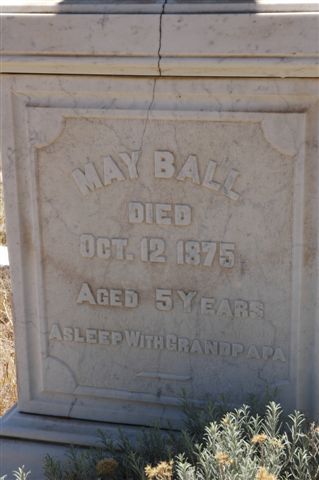 MAY BALL
DIED
OCT. 12 1875
AGED 5 YEARS
ASLEEP WITH GRANDPAPA